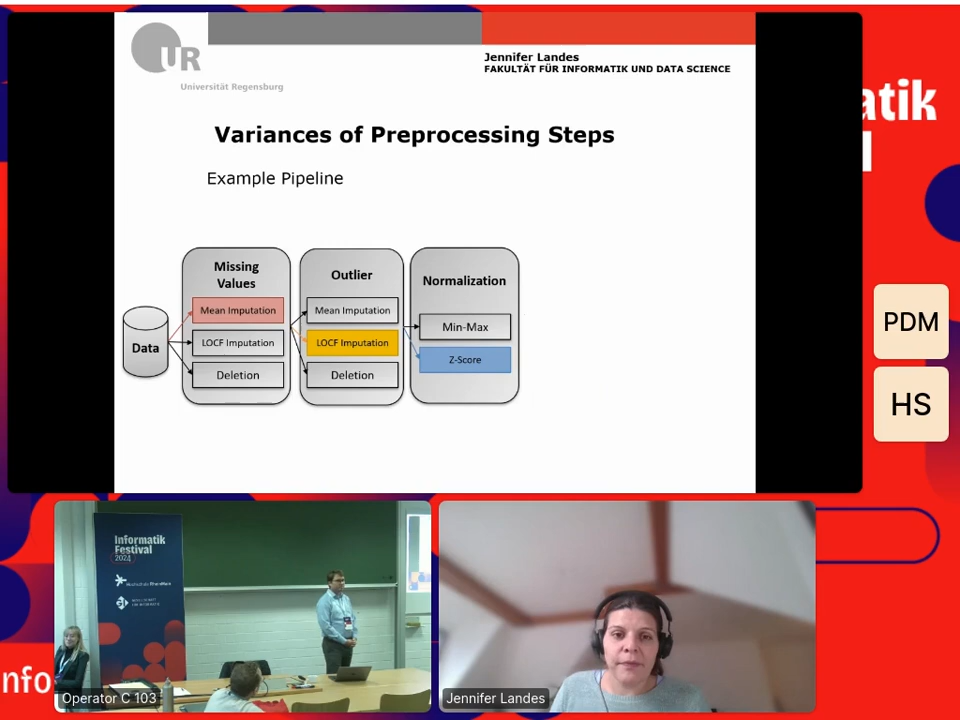 UR
Universität Regensburg
Jennifer Landes
FAKULTÄT FÜR INFORMATIK UND DATA SCIENCE
Variances of Preprocessing Steps
Example Pipeline
Data
Missing
Values
Mean Imputation
LOCF Imputation
Deletion
Outlier
Mean Imputation
LOCF Imputation
Deletion
Normalization
Min-Max
Z-Score
atik
PDM
HS
Informatik
Festival
2024
Hochschule RheinMain
nfo
Operator C 103
Jennifer Landes